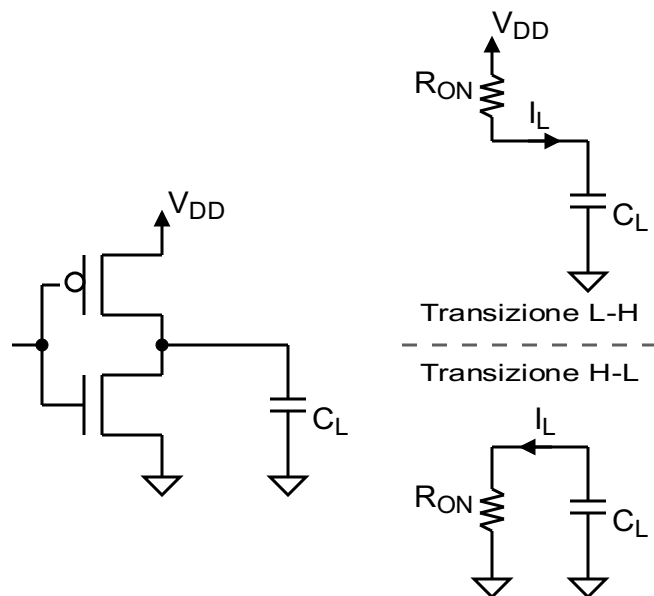 VDD
CL
VDD
RON
IL
CL
Transizione L-H
Transizione H-L
IL
RON
CL